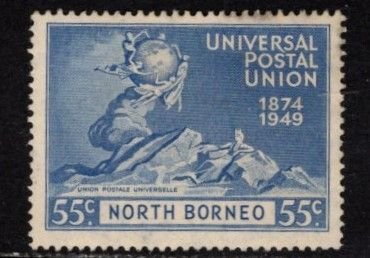 UNIVERSAL
POSTAL
UNION
1874
1949
UNION POSTALE UNIVERSELLE
55c. NORTH BORNEO 55c.